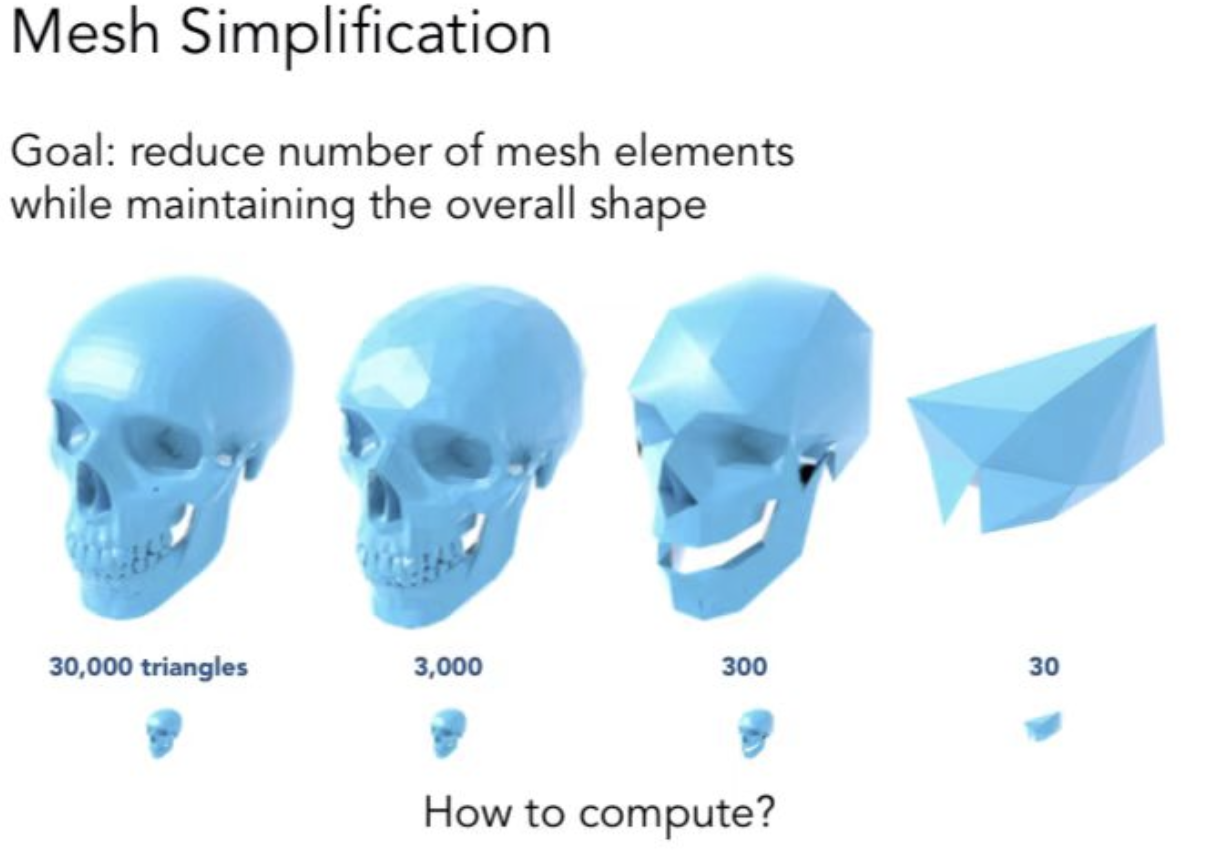 Mesh Simplification
Goal: reduce number of mesh elements
while maintaining the overall shape
30,000 triangles
3,000
300
30
How to compute?